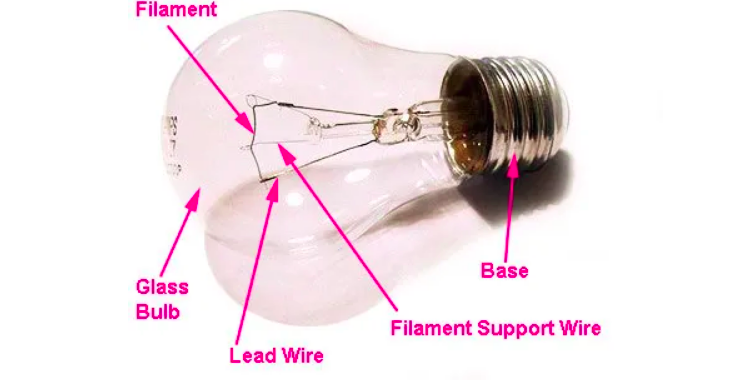 Filament
Glass
Bulb
Lead Wire
Filament Support Wire
Base